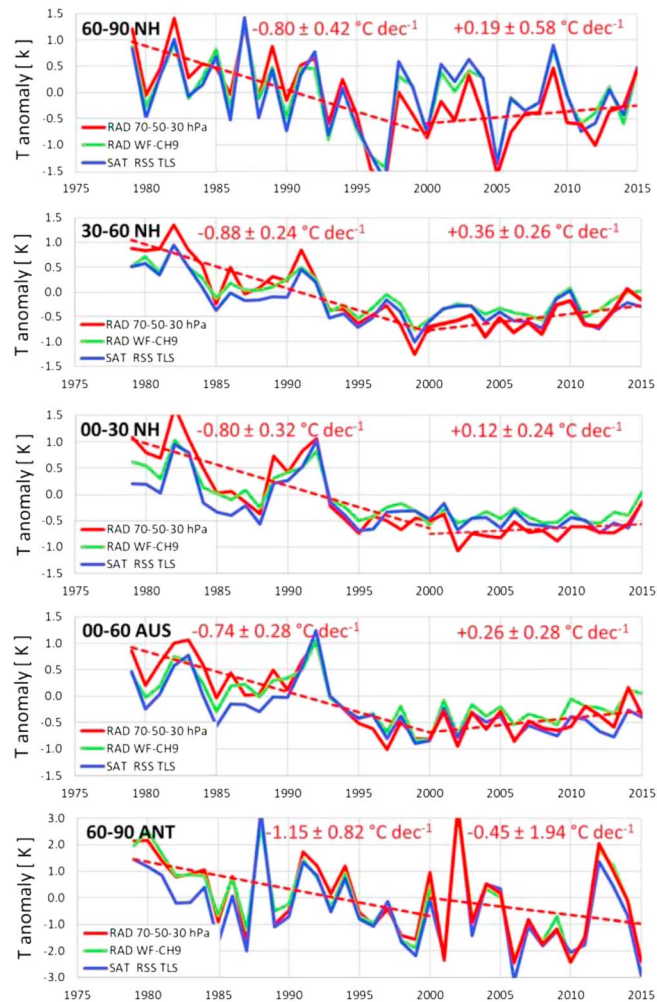 60-90 NH -0.80 ± 0.42 °C dec-1 +0.19 ± 0.58 °C dec-1
T anomaly [ k ]
1.5
1.0
0.5
0.0
-0.5
-1.0
-1.5
RAD 70-50-30 hPa
RAD WF-CH9
SAT RSS TLS
1975 1980 1985 1990 1995 2000 2005 2010 2015
30-60 NH -0.88 ± 0.24 °C dec-1 +0.36 ± 0.26 °C dec-1
T anomaly [ K ]
1.5
1.0
0.5
0.0
-0.5
-1.0
-1.5
RAD 70-50-30 hPa
RAD WF-CH9
SAT RSS TLS
1975 1980 1985 1990 1995 2000 2005 2010 2015
00-30 NH -0.80 ± 0.32 °C dec-1 +0.12 ± 0.24 °C dec-1
T anomaly [ K ]
1.5
1.0
0.5
0.0
-0.5
-1.0
-1.5
RAD 70-50-30 hPa
RAD WF-CH9
SAT RSS TLS
1975 1980 1985 1990 1995 2000 2005 2010 2015
00-60 AUS -0.74 ± 0.28 °C dec-1 +0.26 ± 0.28 °C dec-1
T anomaly [ K ]
1.5
1.0
0.5
0.0
-0.5
-1.0
-1.5
RAD 70-50-30 hPa
RAD WF-CH9
SAT RSS TLS
1975 1980 1985 1990 1995 2000 2005 2010 2015
60-90 ANT -1.15 ± 0.82 °C dec-1 -0.45 ± 1.94 °C dec-1
T anomaly [ K ]
3.0
2.0
1.0
0.0
-1.0
-2.0
-3.0
RAD 70-50-30 hPa
RAD WF-CH9
SAT RSS TLS
1975 1980 1985 1990 1995 2000 2005 2010 2015